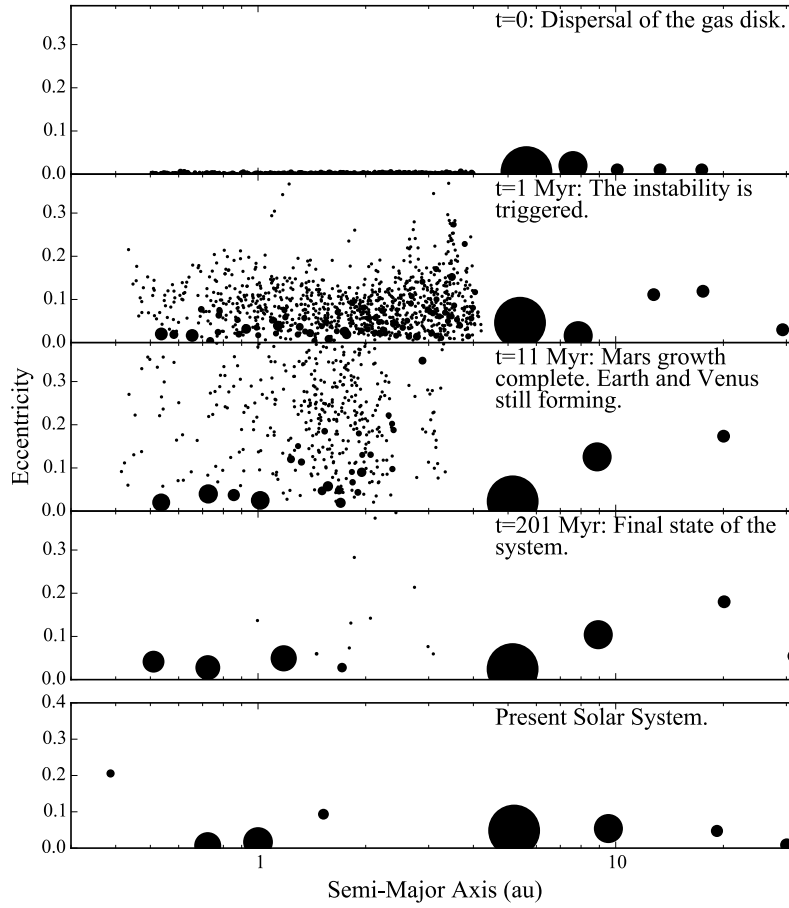 t=0: Dispersal of the gas disk.
0.3
0.2
0.1
0.0
t=1 Myr: The instability is
triggered.
0.3
0.2
0.1
0.0
t=11 Myr: Mars growth
complete. Earth and Venus
still forming.
0.3
0.2
0.1
0.0
t=201 Myr: Final state of the
system.
0.3
0.2
0.1
0.0
Present Solar System.
0.4
0.3
0.2
0.1
0.0
1
10
Eccentricity
Semi-Major Axis (au)